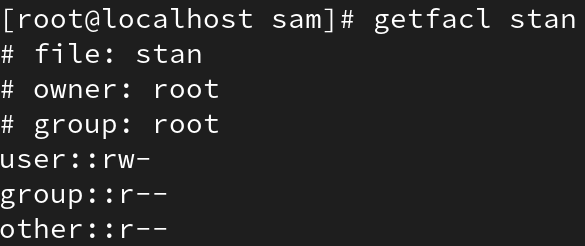 [root@localhost sam]# getfacl stan
# file: stan
# owner: root
# group: root
user::rw-
group::r--
other::r--